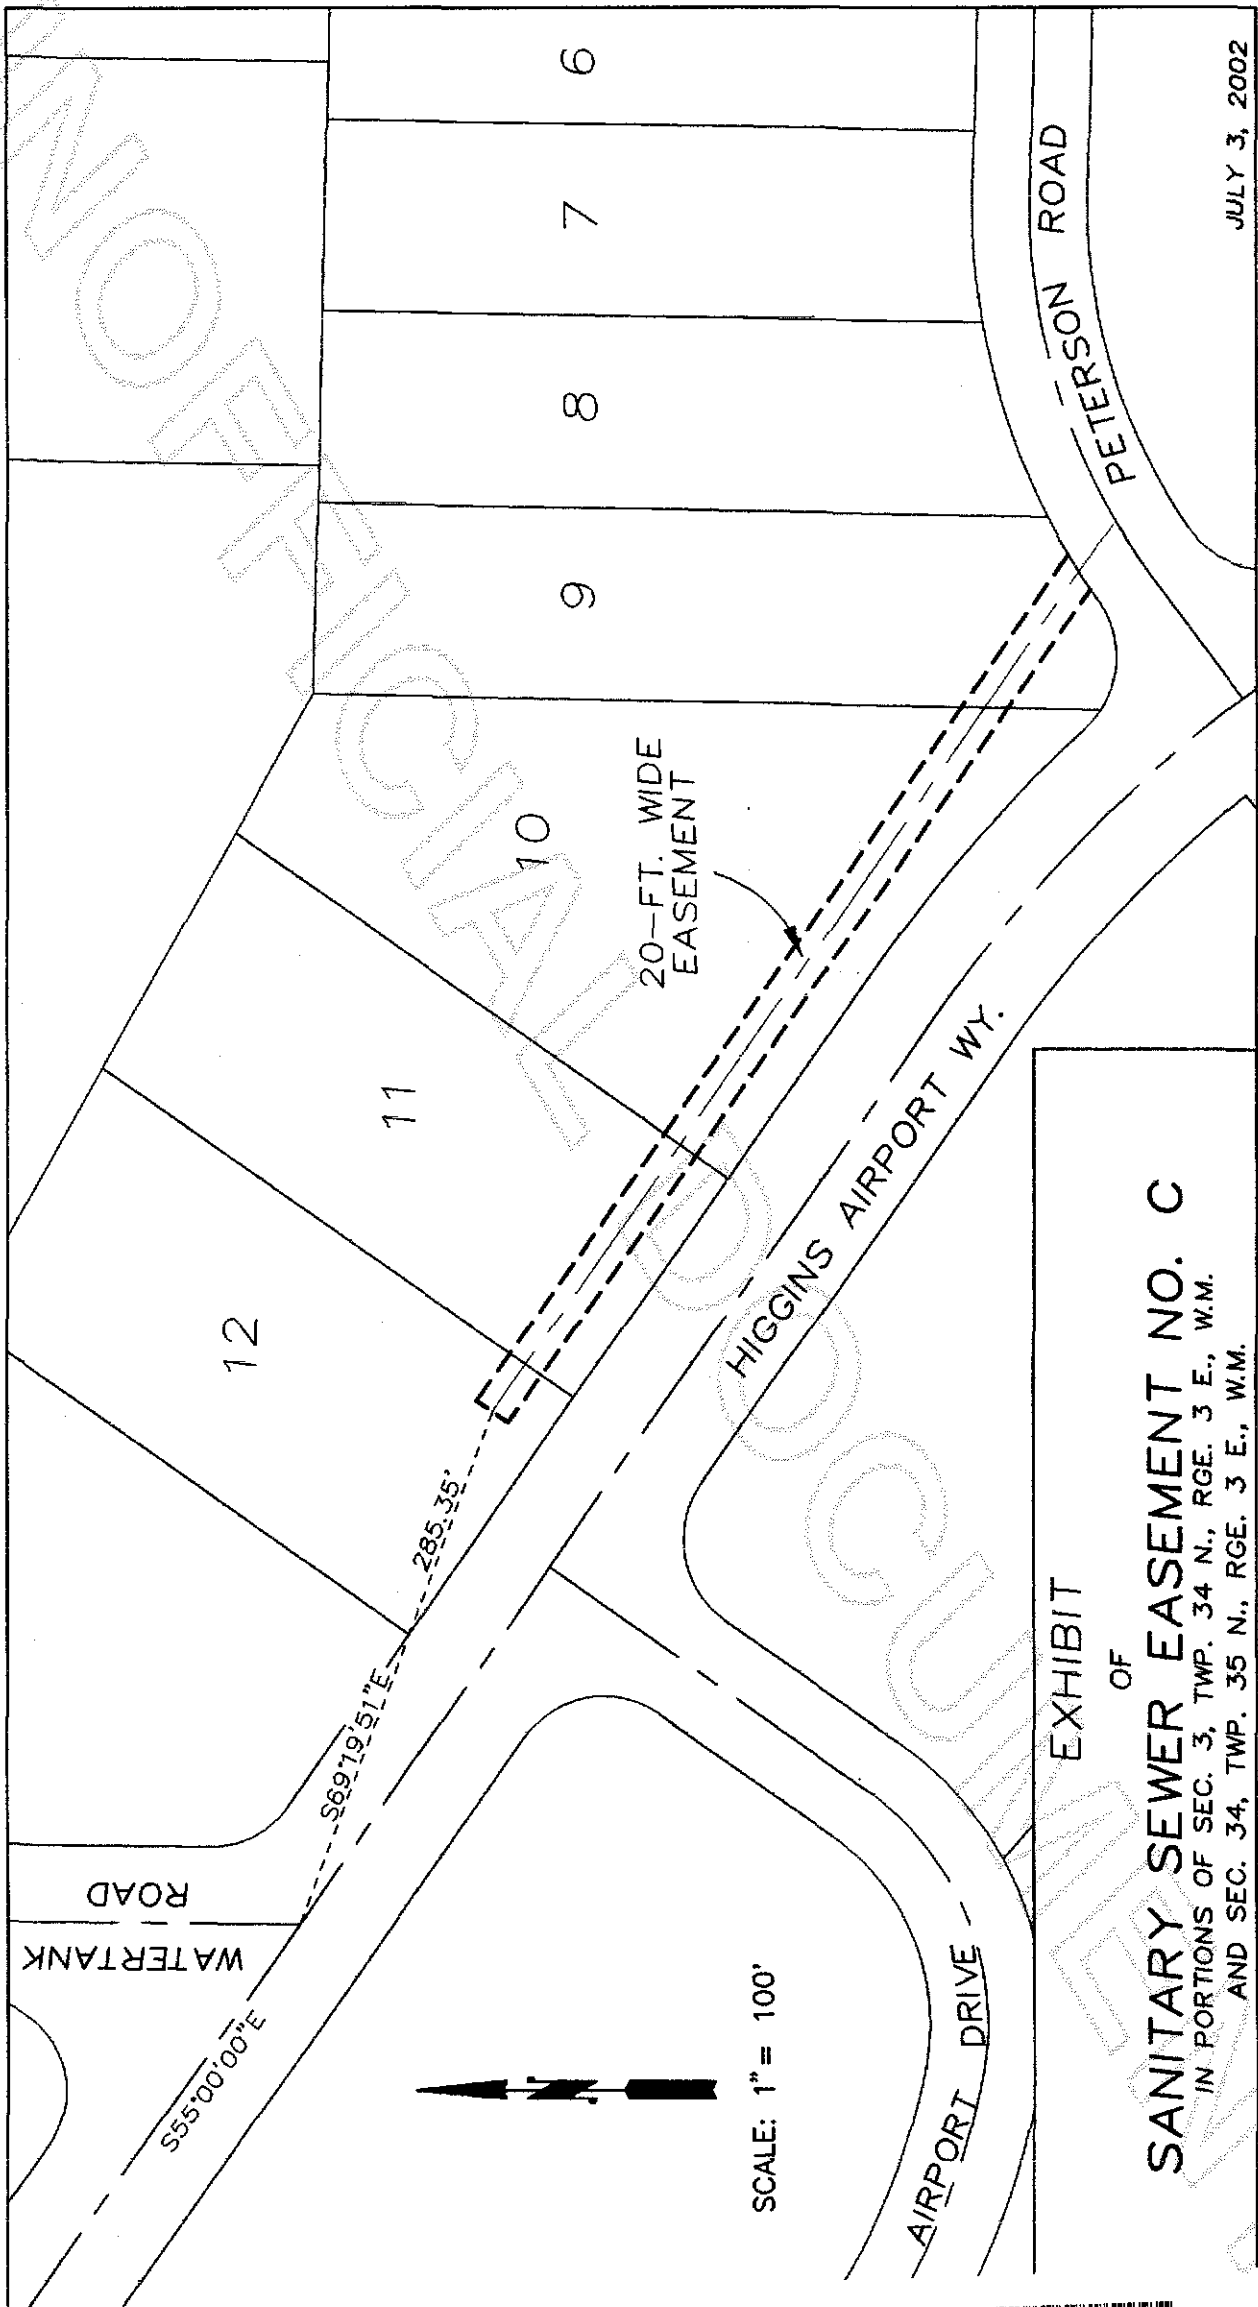 WATERTANK
ROAD
S55°00'00"E
S69°19'51"E
285.35'
12
11
10
9
8
7
6
20-FT. WIDE
EASEMENT
HIGGINS AIRPORT WY.
PETERSON ROAD
AIRPORT DRIVE
SCALE: 1" = 100'
EXHIBIT
OF
SANITARY SEWER EASEMENT NO. C
IN PORTIONS OF SEC. 3, TWP. 34 N., RGE. 3 E., W.M.
AND SEC. 34, TWP. 35 N., RGE. 3 E., W.M.
JULY 3, 2002
UNOFFICIAL DOCUMENT